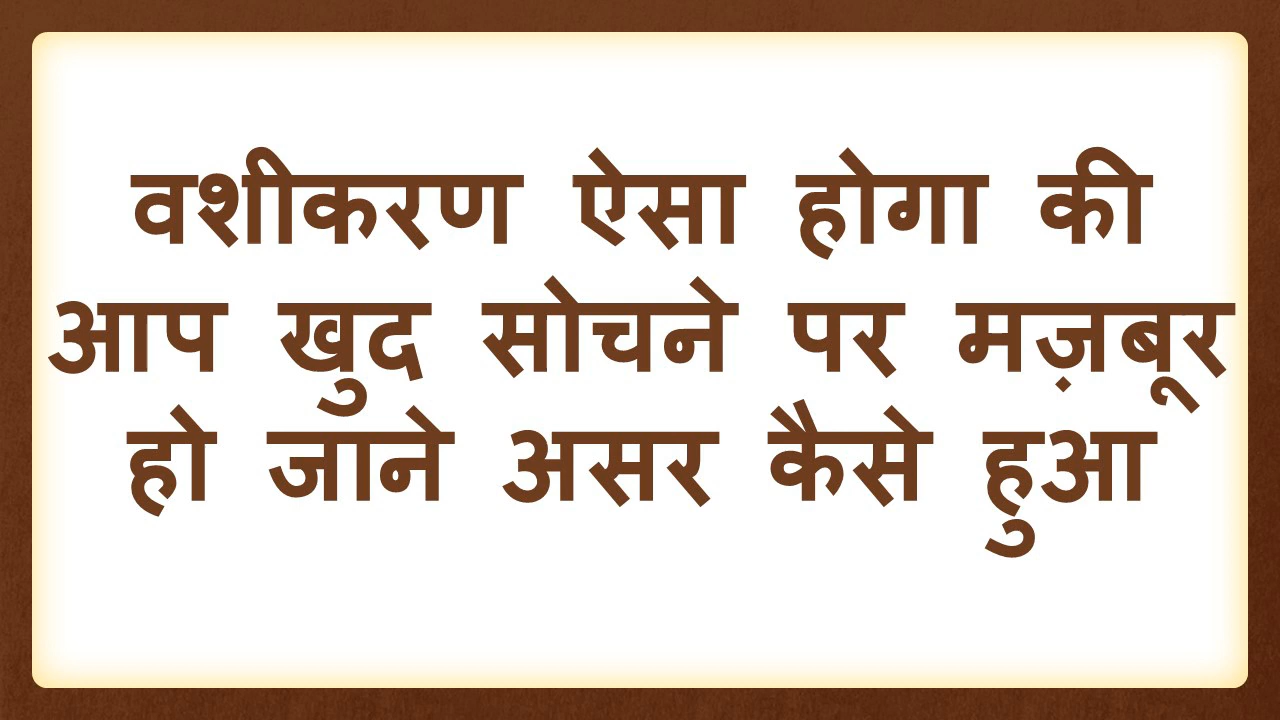 वशीकरण ऐसा होगा की
आप खुद सोचने पर मज़बूर
हो जाने असर कैसे हुआ